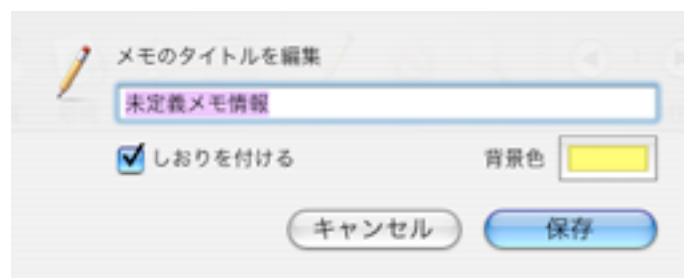 メモのタイトルを編集
未定義メモ情報
しおりを付ける 背景色
キャンセル 保存